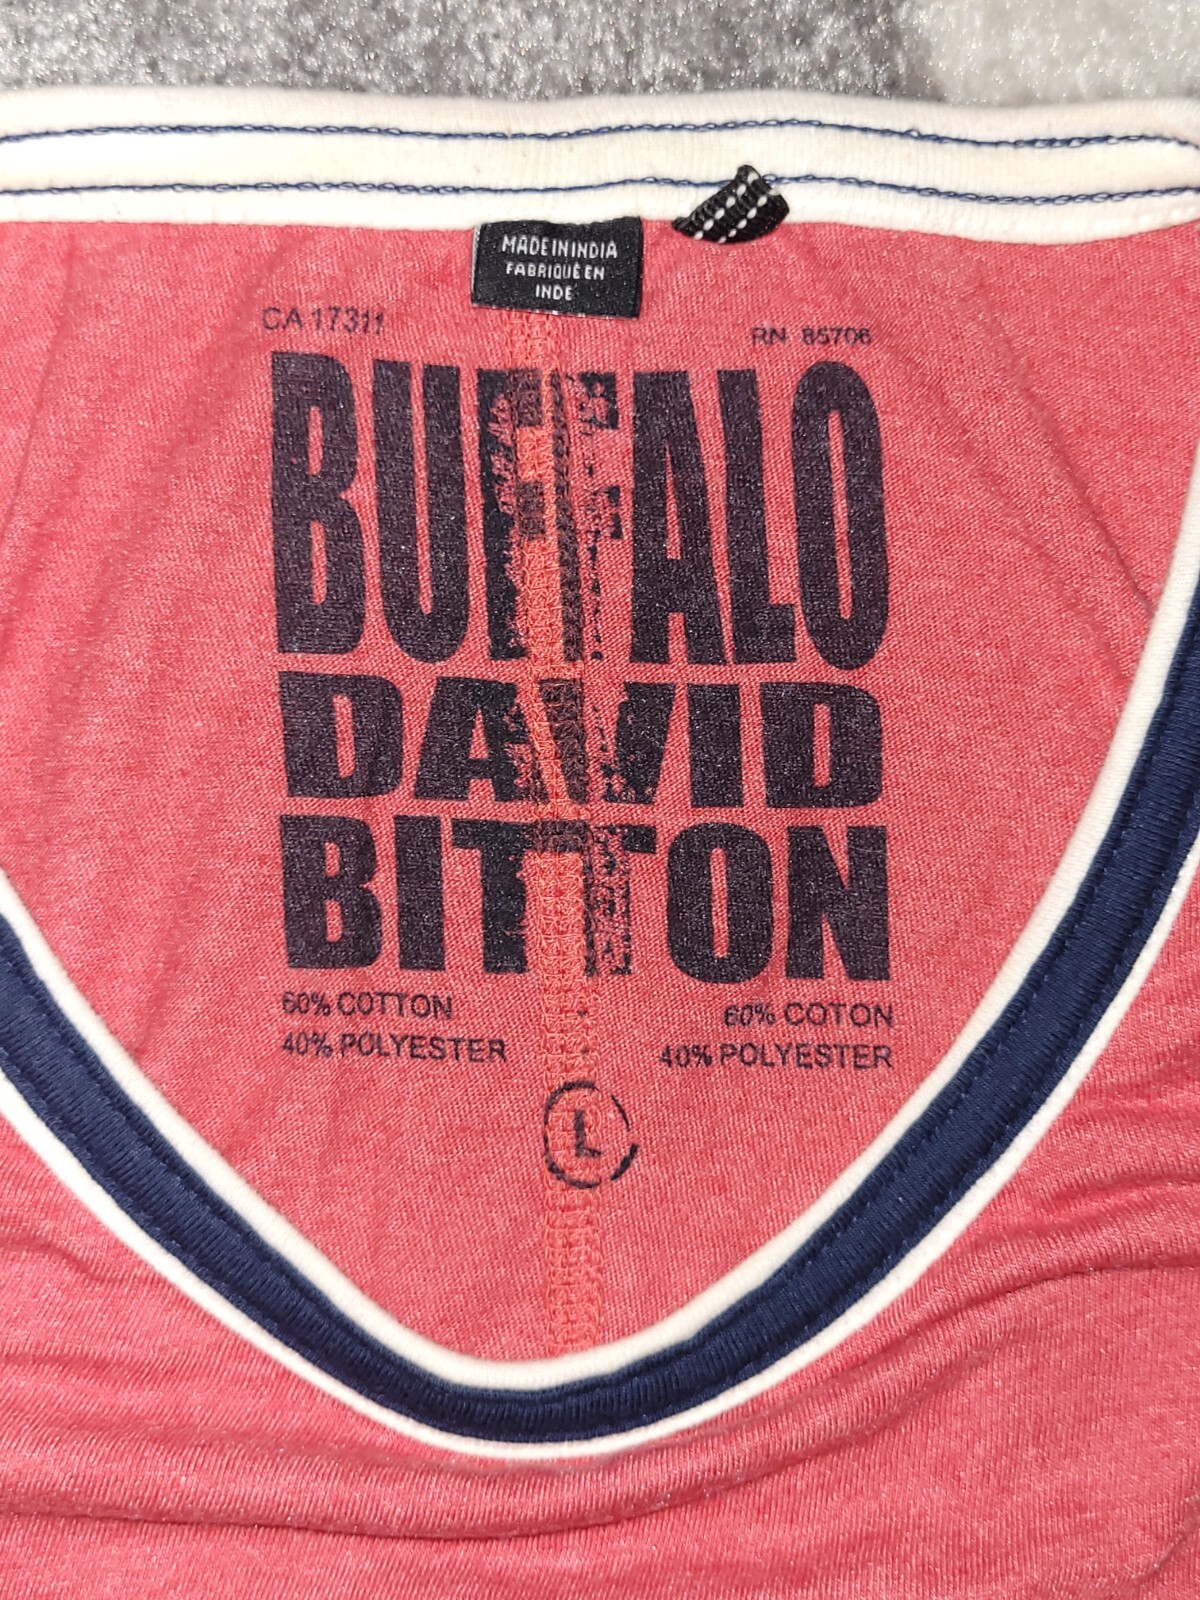 MADE IN INDIA
FABRIQUÉ EN
INDE
CA 17311
RN 85706
BUFFALO
DAVID
BITTON
60% COTTON
40% POLYESTER
60% COTON
40% POLYESTER
L